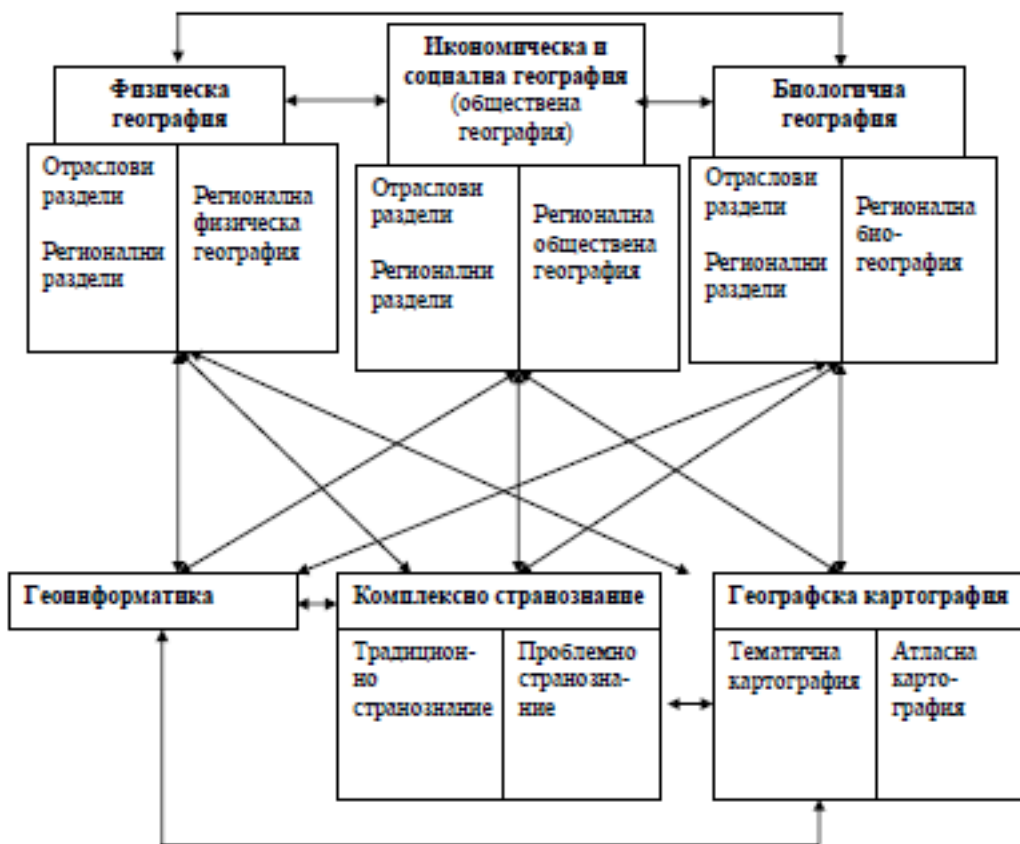 Физическа
география
Икономическа и
социална география
(обществена
география)
Биологична
география
Отраслови
раздели
Регионални
раздели
Регионална
физическа
география
Отраслови
раздели
Регионални
раздели
Регионална
обществена
география
Отраслови
раздели
Регионални
раздели
Регионална
био-
география
Геоинформатика
Комплексно странознание
Традицион-
но
странознание
Проблемно
странозна-
ние
Географска картография
Тематична
картография
Атласна
карто-
графия